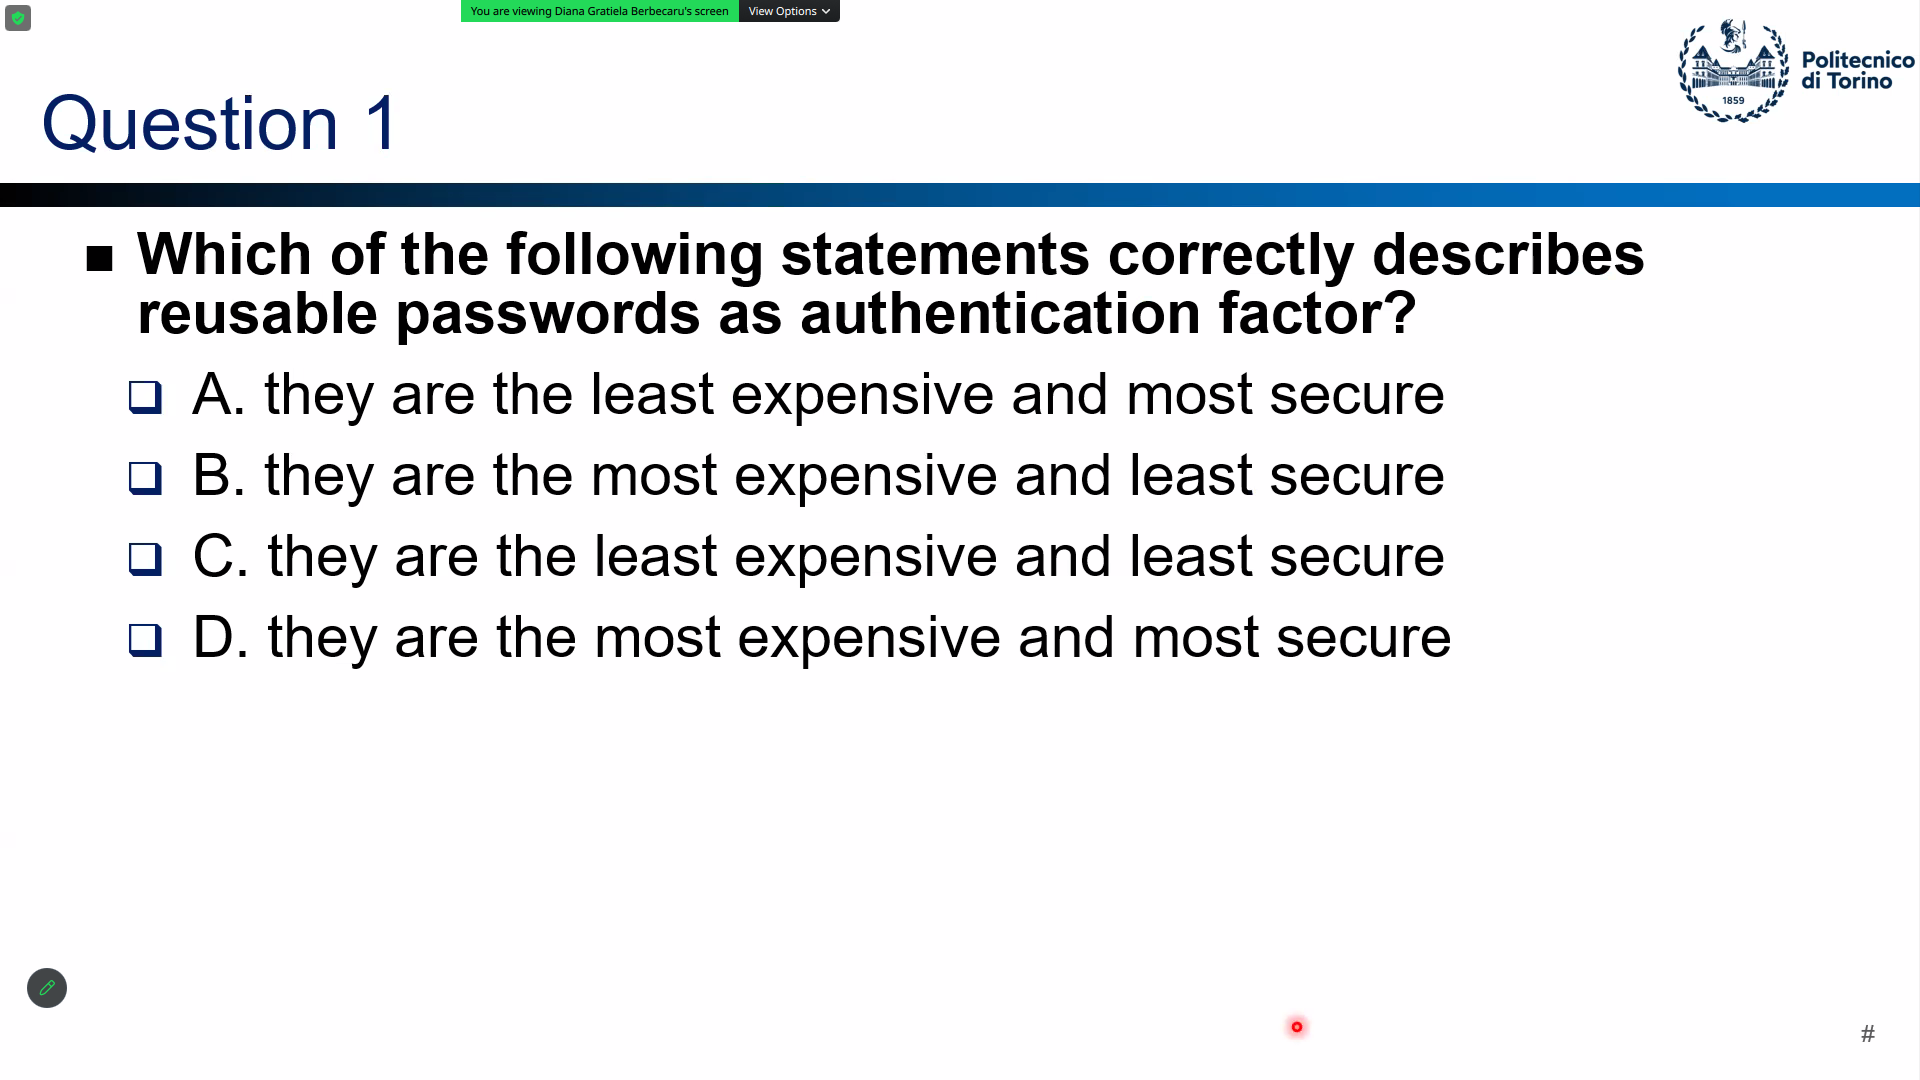 You are viewing Diana Gratiela Berbecaru's screen View Options
Politecnico
di Torino
1859
Question 1
Which of the following statements correctly describes
reusable passwords as authentication factor?
A. they are the least expensive and most secure
B. they are the most expensive and least secure
C. they are the least expensive and least secure
D. they are the most expensive and most secure
#